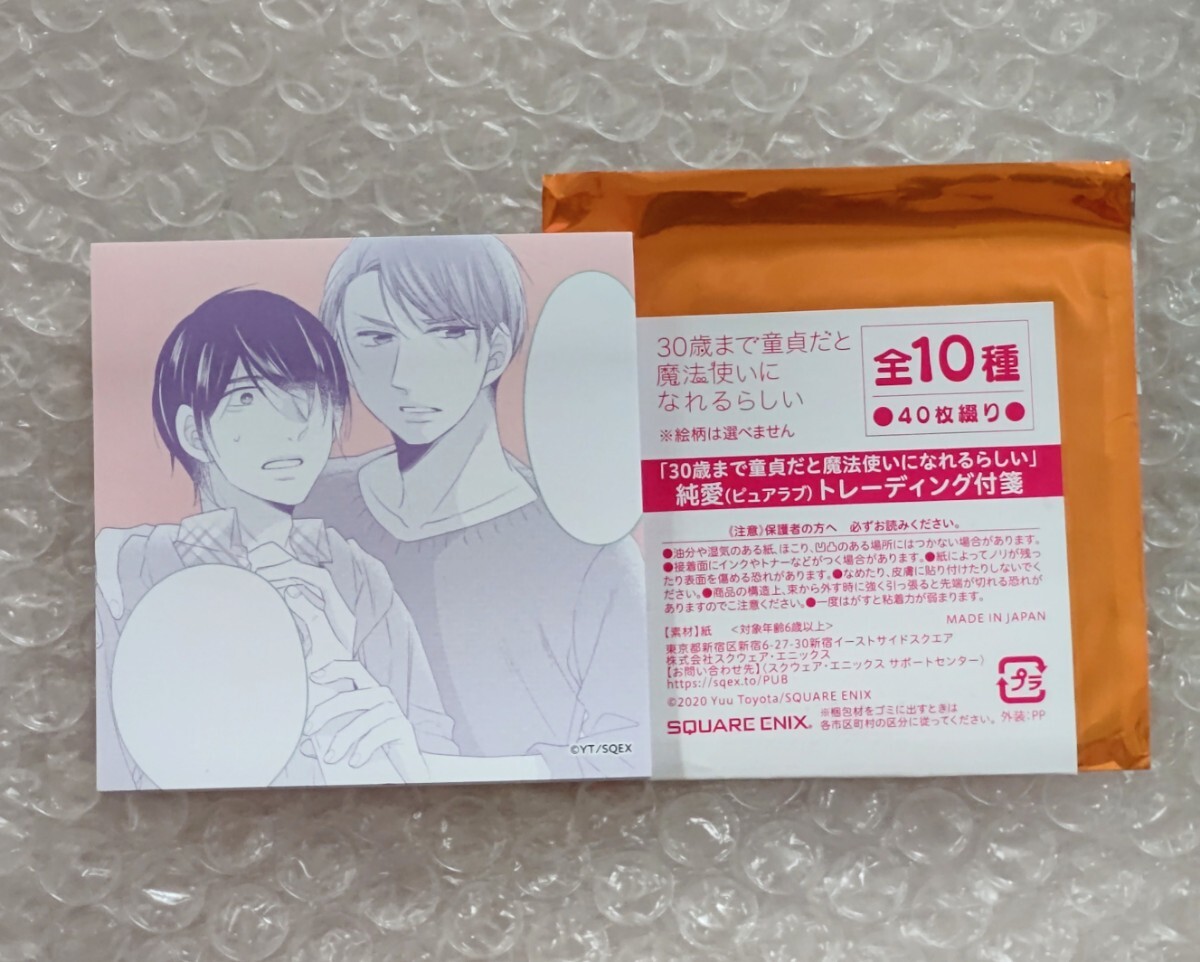 ©YT/SQEX
30歳まで童貞だと
魔法使いに
なれるらしい
※絵柄は選べません
全10種
●40枚綴り●
「30歳まで童貞だと魔法使いになれるらしい」
純愛(ピュアラブ)トレーディング付箋
《注意》保護者の方へ 必ずお読みください。
●油分や湿気のある紙、ほこり、凹凸のある場所にはつかない場合があります。
●接着面にインクやトナーなどがつく場合があります。●紙によってノリが残っ
たり表面を傷める恐れがあります。●なめたり、皮膚に貼り付けたりしないでく
ださい。●商品の構造上、束から外す時に強く引っ張ると先端が切れる恐れが
ありますのでご注意ください。●一度はがすと粘着力が弱まります。
【素材】紙 <対象年齢6歳以上>
MADE IN JAPAN
東京都新宿区新宿6-27-30新宿イーストサイドスクエア
株式会社スクウェア・エニックス
【お問い合わせ先】〈スクウェア・エニックス サポートセンター〉
https://sqex.to/PUB
©2020 Yuu Toyota/SQUARE ENIX
プラ
SQUARE ENIX®
※梱包材をゴミに出すときは
各市区町村の区分に従ってください。 外装:PP